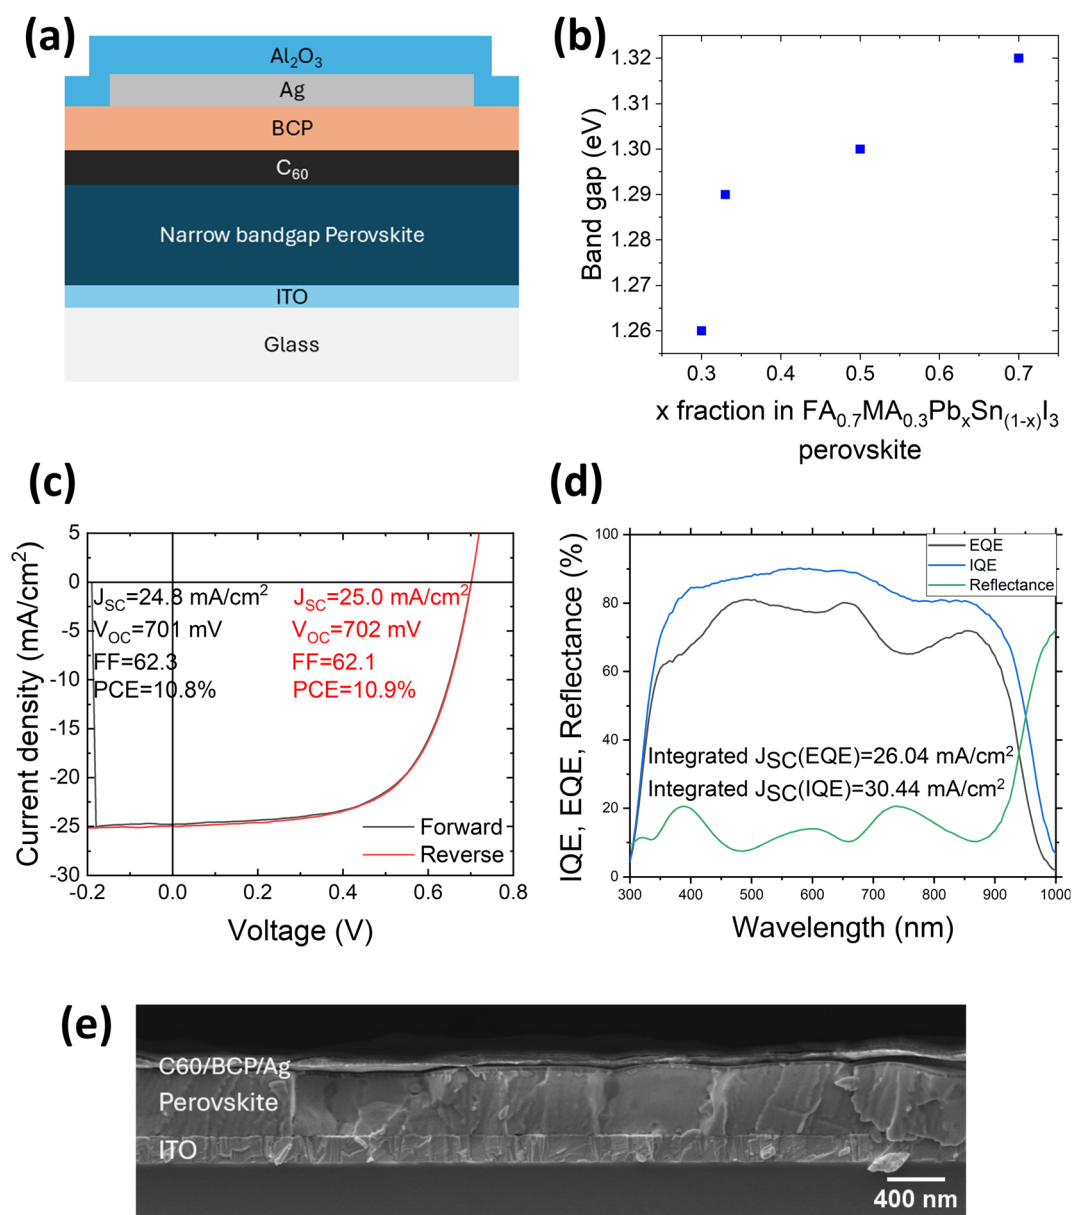 (a)
Al₂O₃
Ag
BCP
C₆₀
Narrow bandgap Perovskite
ITO
Glass
(b)
Band gap (eV)
1.32
1.31
1.30
1.29
1.28
1.27
1.26
0.3 0.4 0.5 0.6 0.7
x fraction in FA₀.₇MA₀.₃PbₓSn₍₁₋ₓ₎I₃
perovskite
(c)
Current density (mA/cm²)
5
0
-5
-10
-15
-20
-25
-30
J_SC=24.8 mA/cm²
V_OC=701 mV
FF=62.3
PCE=10.8%
J_SC=25.0 mA/cm²
V_OC=702 mV
FF=62.1
PCE=10.9%
Forward
Reverse
-0.2 0.0 0.2 0.4 0.6 0.8
Voltage (V)
(d)
IQE, EQE, Reflectance (%)
100
80
60
40
20
0
EQE
IQE
Reflectance
Integrated J_SC(EQE)=26.04 mA/cm²
Integrated J_SC(IQE)=30.44 mA/cm²
300 400 500 600 700 800 900 1000
Wavelength (nm)
(e)
C60/BCP/Ag
Perovskite
ITO
400 nm